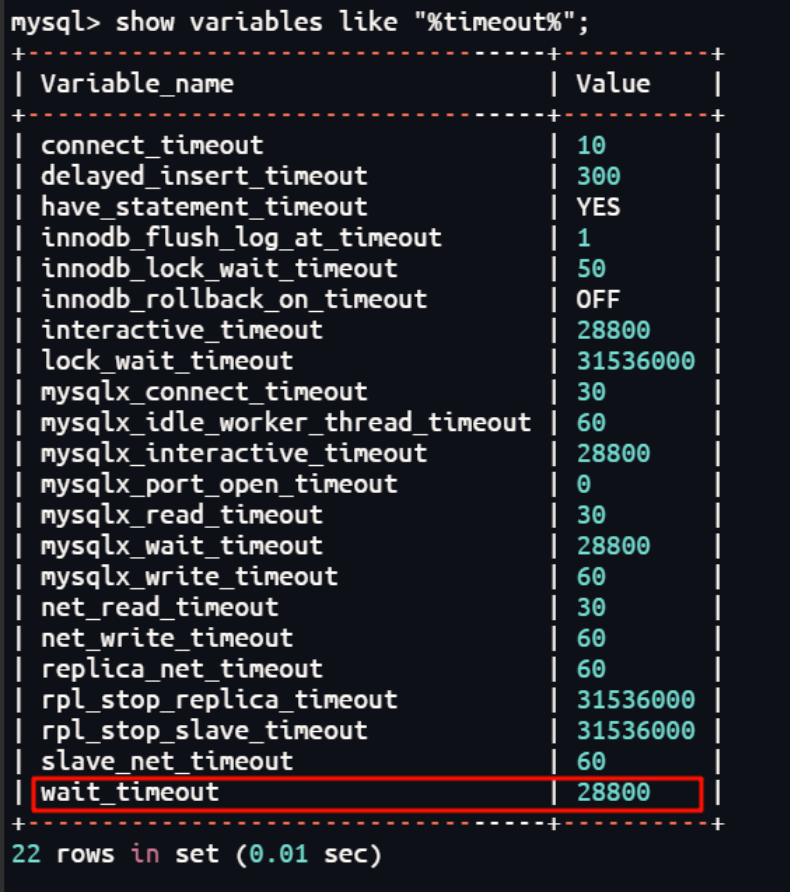 mysql> show variables like "%timeout%";
+-----------------------------------+----------+
| Variable_name                     | Value    |
+-----------------------------------+----------+
| connect_timeout                   | 10       |
| delayed_insert_timeout            | 300      |
| have_statement_timeout            | YES      |
| innodb_flush_log_at_timeout       | 1        |
| innodb_lock_wait_timeout          | 50       |
| innodb_rollback_on_timeout        | OFF      |
| interactive_timeout               | 28800    |
| lock_wait_timeout                 | 31536000 |
| mysqlx_connect_timeout            | 30       |
| mysqlx_idle_worker_thread_timeout | 60       |
| mysqlx_interactive_timeout        | 28800    |
| mysqlx_port_open_timeout          | 0        |
| mysqlx_read_timeout               | 30       |
| mysqlx_wait_timeout               | 28800    |
| mysqlx_write_timeout              | 60       |
| net_read_timeout                  | 30       |
| net_write_timeout                 | 60       |
| replica_net_timeout               | 60       |
| rpl_stop_replica_timeout          | 31536000 |
| rpl_stop_slave_timeout            | 31536000 |
| slave_net_timeout                 | 60       |
| wait_timeout                      | 28800    |
+-----------------------------------+----------+
22 rows in set (0.01 sec)